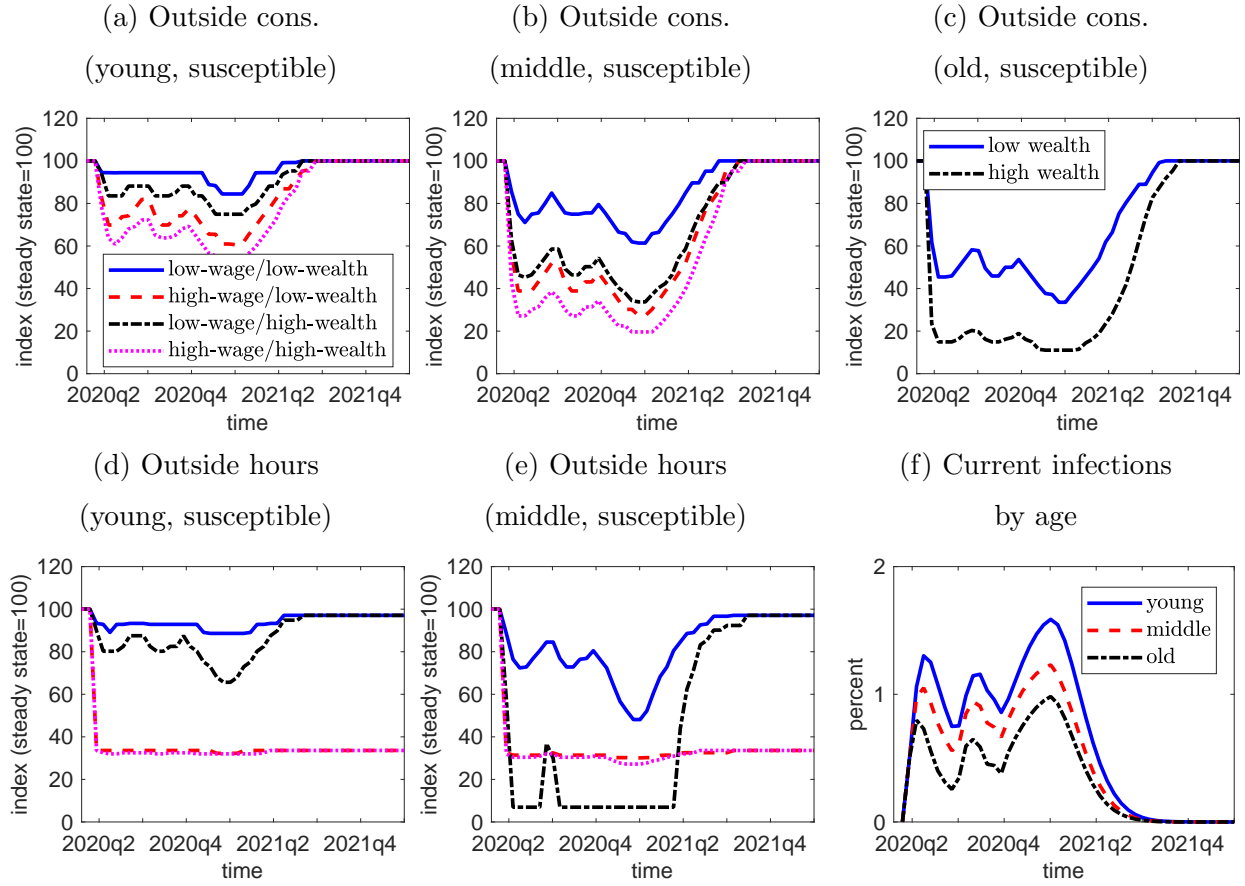 (a) Outside cons.
(young, susceptible)
120
100
80
60
40
20
0
index (steady state=100)
low-wage/low-wealth
high-wage/low-wealth
low-wage/high-wealth
high-wage/high-wealth
2020q2 2020q4 2021q2 2021q4
time
(b) Outside cons.
(middle, susceptible)
120
100
80
60
40
20
0
index (steady state=100)
2020q2 2020q4 2021q2 2021q4
time
(c) Outside cons.
(old, susceptible)
120
100
80
60
40
20
0
index (steady state=100)
low wealth
high wealth
2020q2 2020q4 2021q2 2021q4
time
(d) Outside hours
(young, susceptible)
120
100
80
60
40
20
0
index (steady state=100)
2020q2 2020q4 2021q2 2021q4
time
(e) Outside hours
(middle, susceptible)
120
100
80
60
40
20
0
index (steady state=100)
2020q2 2020q4 2021q2 2021q4
time
(f) Current infections
by age
2
1
0
percent
young
middle
old
2020q2 2020q4 2021q2 2021q4
time